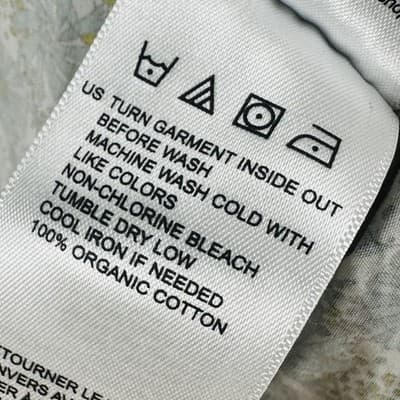 US TURN GARMENT INSIDE OUT
BEFORE WASH
MACHINE WASH COLD WITH
LIKE COLORS
NON-CHLORINE BLEACH
TUMBLE DRY LOW
COOL IRON IF NEEDED
100% ORGANIC COTTON
LE